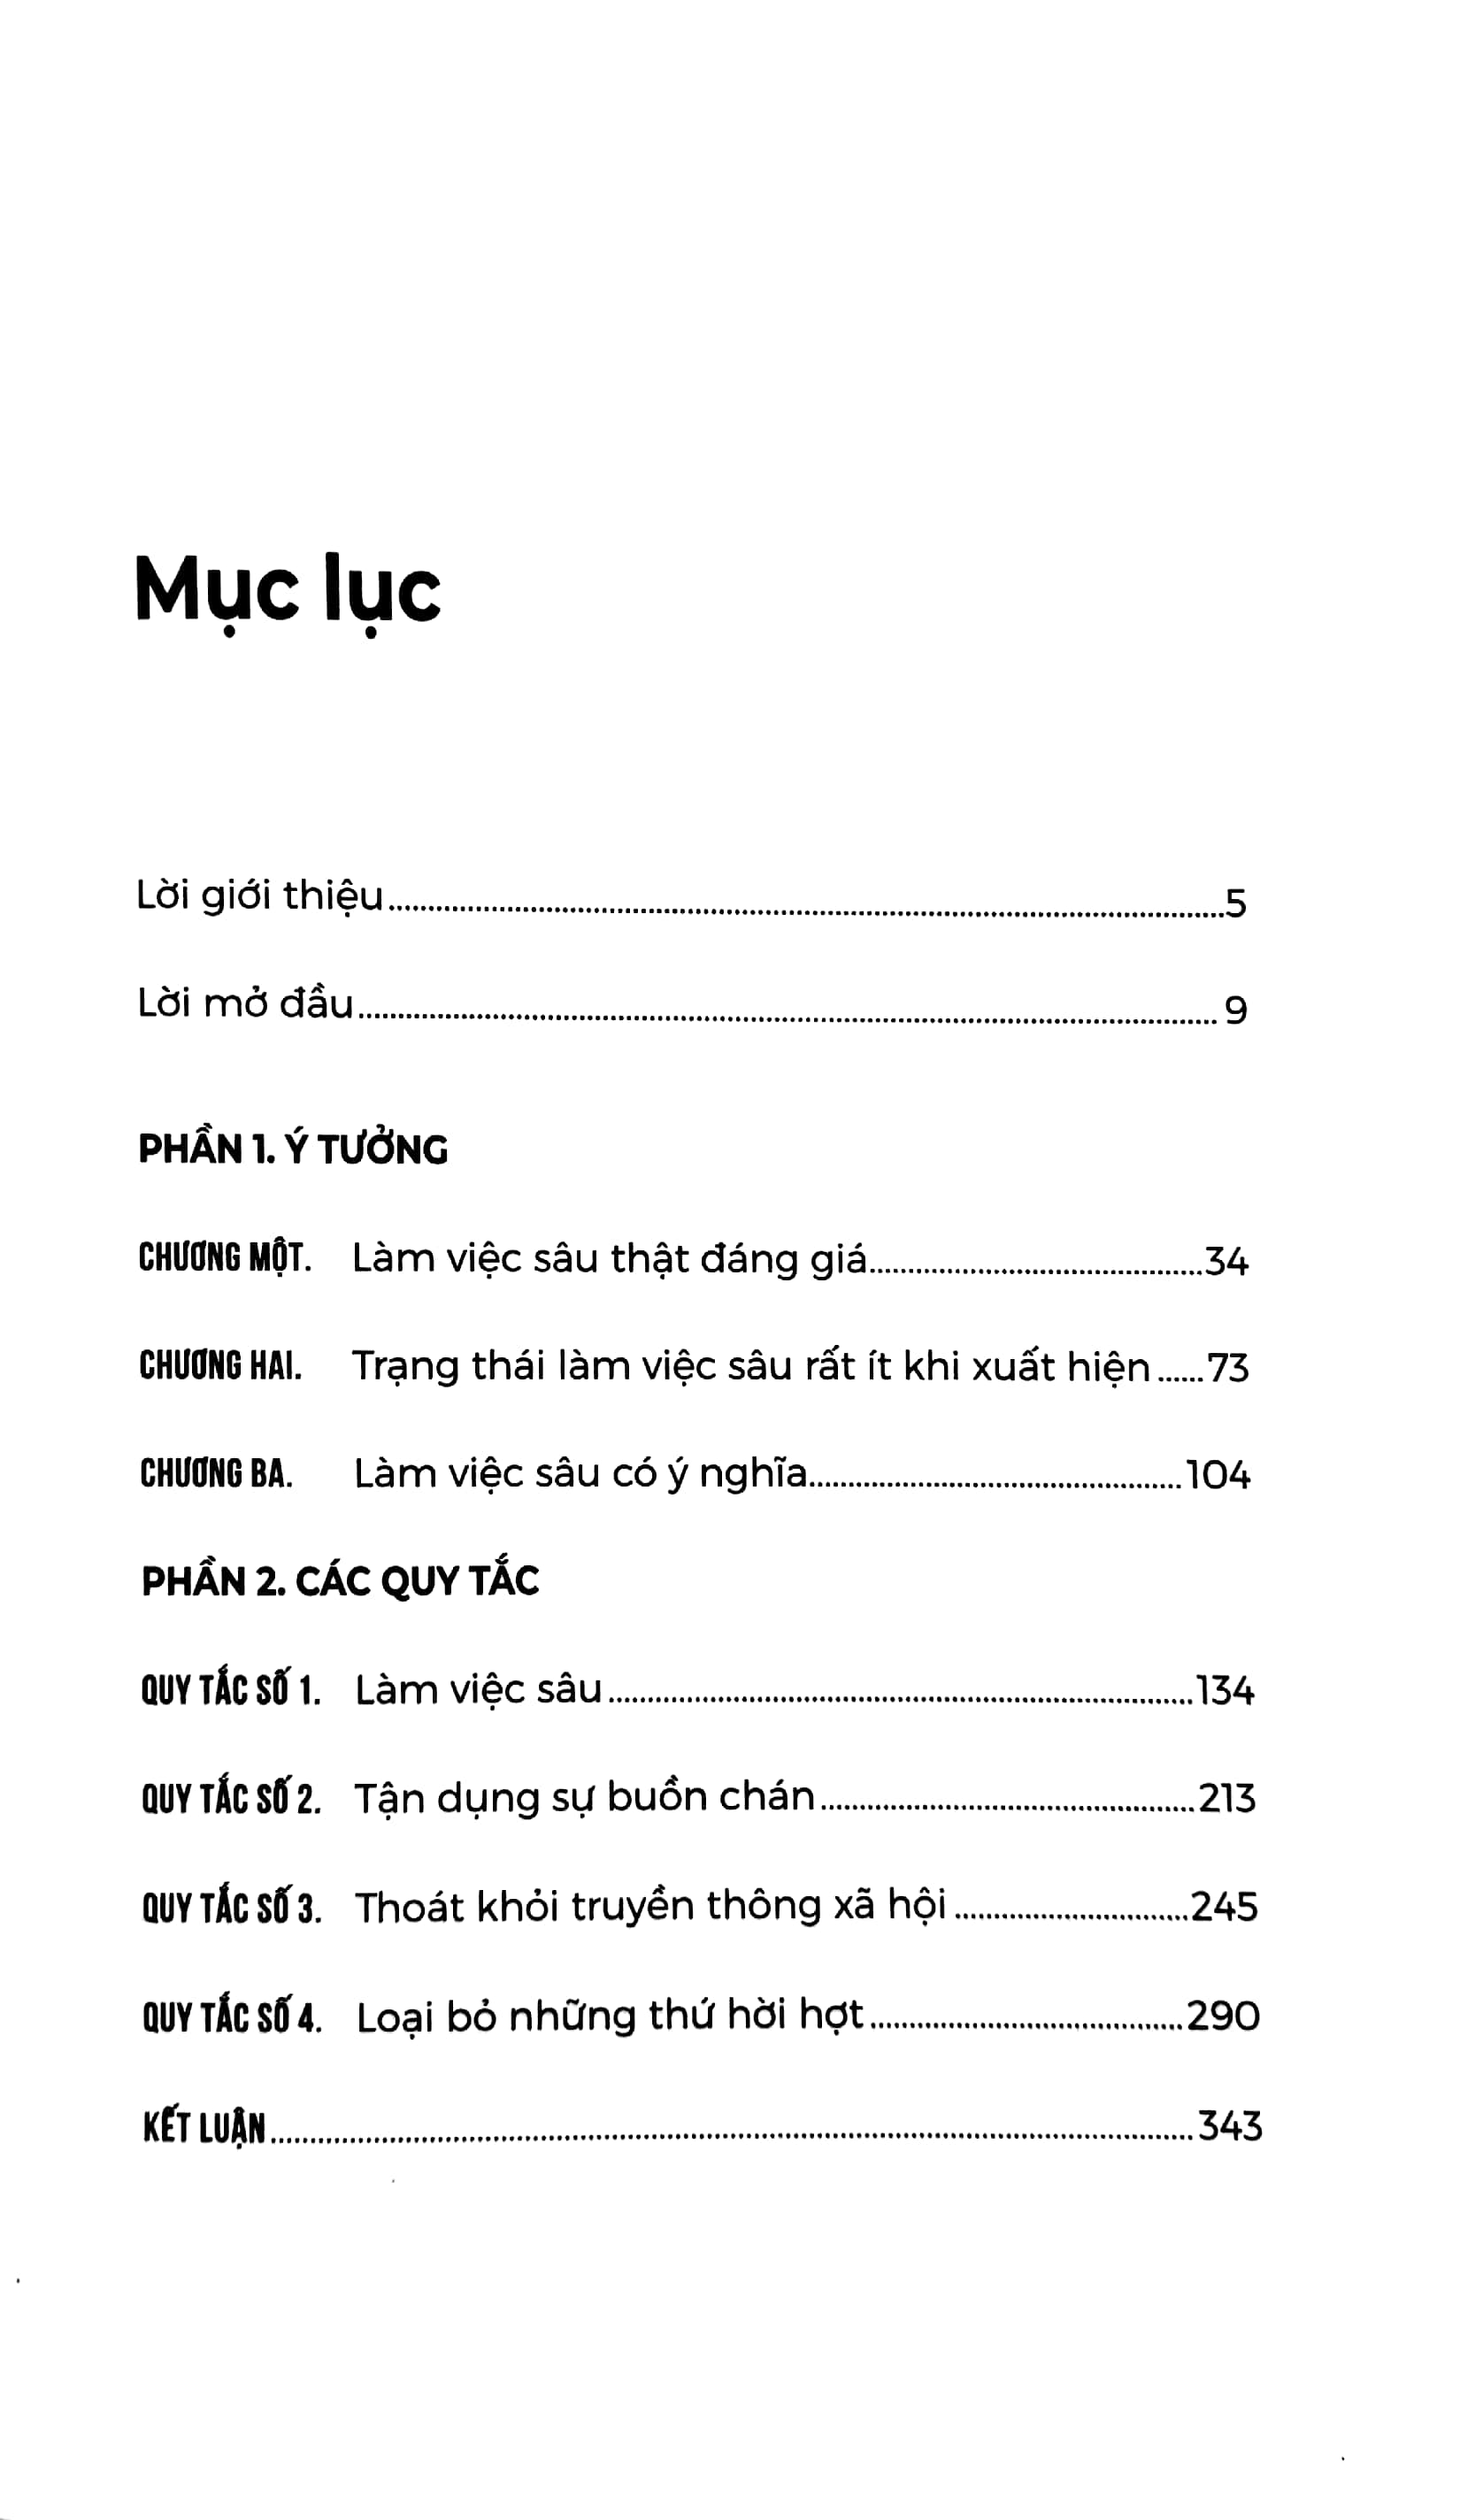 Mục lục
Lời giới thiệu 5
Lời mở đầu 9
PHẦN 1. Ý TƯỞNG
CHƯƠNG MỘT. Làm việc sâu thật đáng giá 34
CHƯƠNG HAI. Trạng thái làm việc sâu rất ít khi xuất hiện 73
CHƯƠNG BA. Làm việc sâu có ý nghĩa 104
PHẦN 2. CÁC QUY TẮC
QUY TẮC SỐ 1. Làm việc sâu 134
QUY TẮC SỐ 2. Tận dụng sự buồn chán 213
QUY TẮC SỐ 3. Thoát khỏi truyền thông xã hội 245
QUY TẮC SỐ 4. Loại bỏ những thứ hời hợt 290
KẾT LUẬN 343